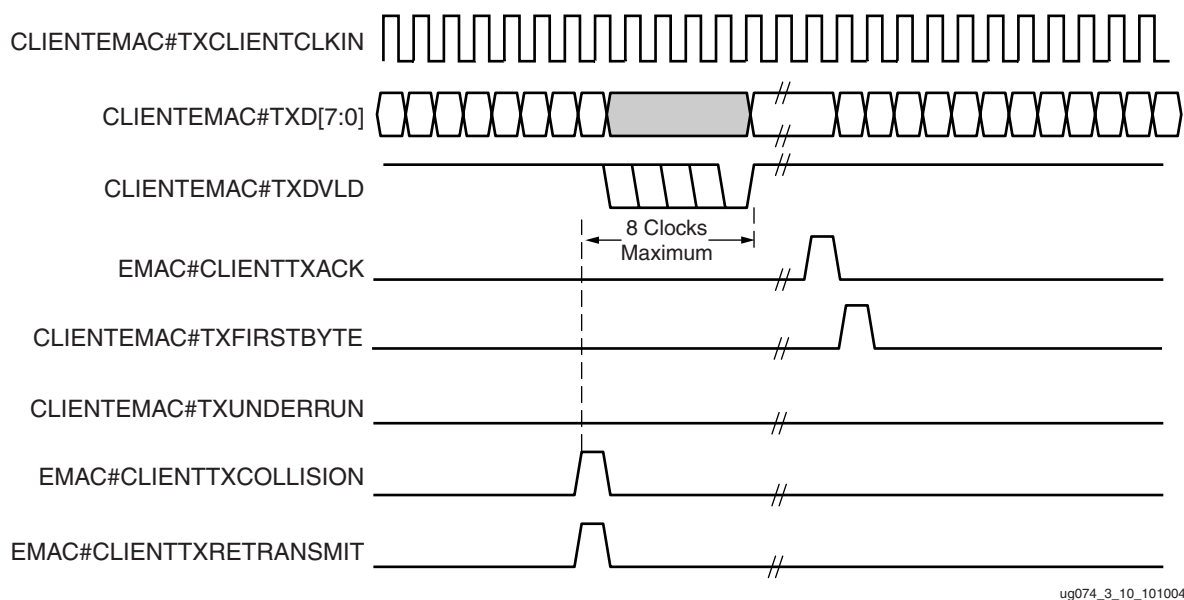 CLIENTEMAC#TXCLIENTCLKIN
CLIENTEMAC#TXD[7:0]
CLIENTEMAC#TXDVLD
8 Clocks
Maximum
EMAC#CLIENTTXACK
CLIENTEMAC#TXFIRSTBYTE
CLIENTEMAC#TXUNDERRUN
EMAC#CLIENTTXCOLLISION
EMAC#CLIENTTXRETRANSMIT
ug074_3_10_101004